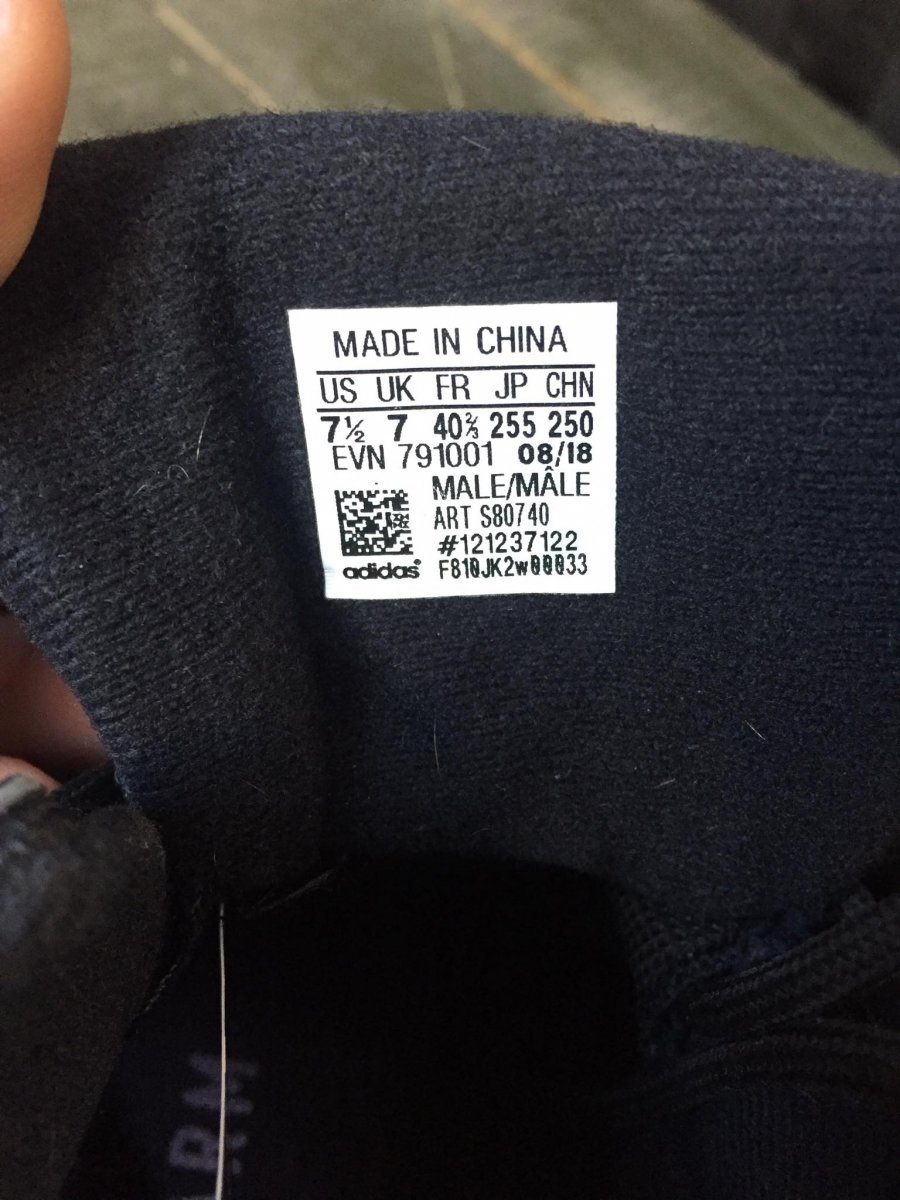 MADE IN CHINA
US UK FR JP CHN
7½ 7 40⅔ 255 250
EVN 791001 08/18
MALE/MÂLE
ART S80740
#121237122
adidas® F810JK2w00033